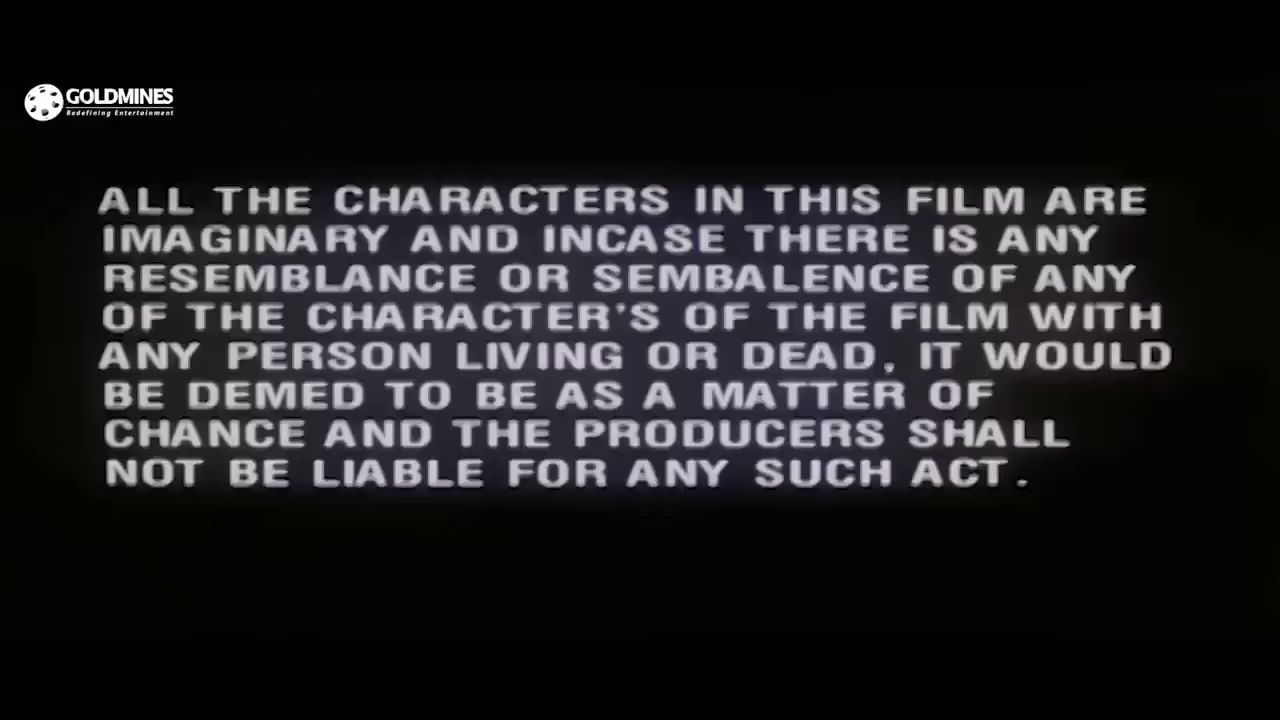 GOLDMINES
Redefining Entertainment
ALL THE CHARACTERS IN THIS FILM ARE
IMAGINARY AND INCASE THERE IS ANY
RESEMBLANCE OR SEMBALENCE OF ANY
OF THE CHARACTER'S OF THE FILM WITH
ANY PERSON LIVING OR DEAD, IT WOULD
BE DEMED TO BE AS A MATTER OF
CHANCE AND THE PRODUCERS SHALL
NOT BE LIABLE FOR ANY SUCH ACT.